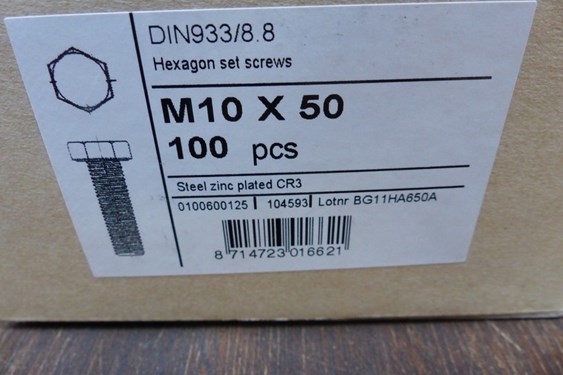 DIN933/8.8
Hexagon set screws
M10 X 50
100 pcs
Steel zinc plated CR3
0100600125 | 104593 | Lotnr BG11HA650A
8 714723 016621